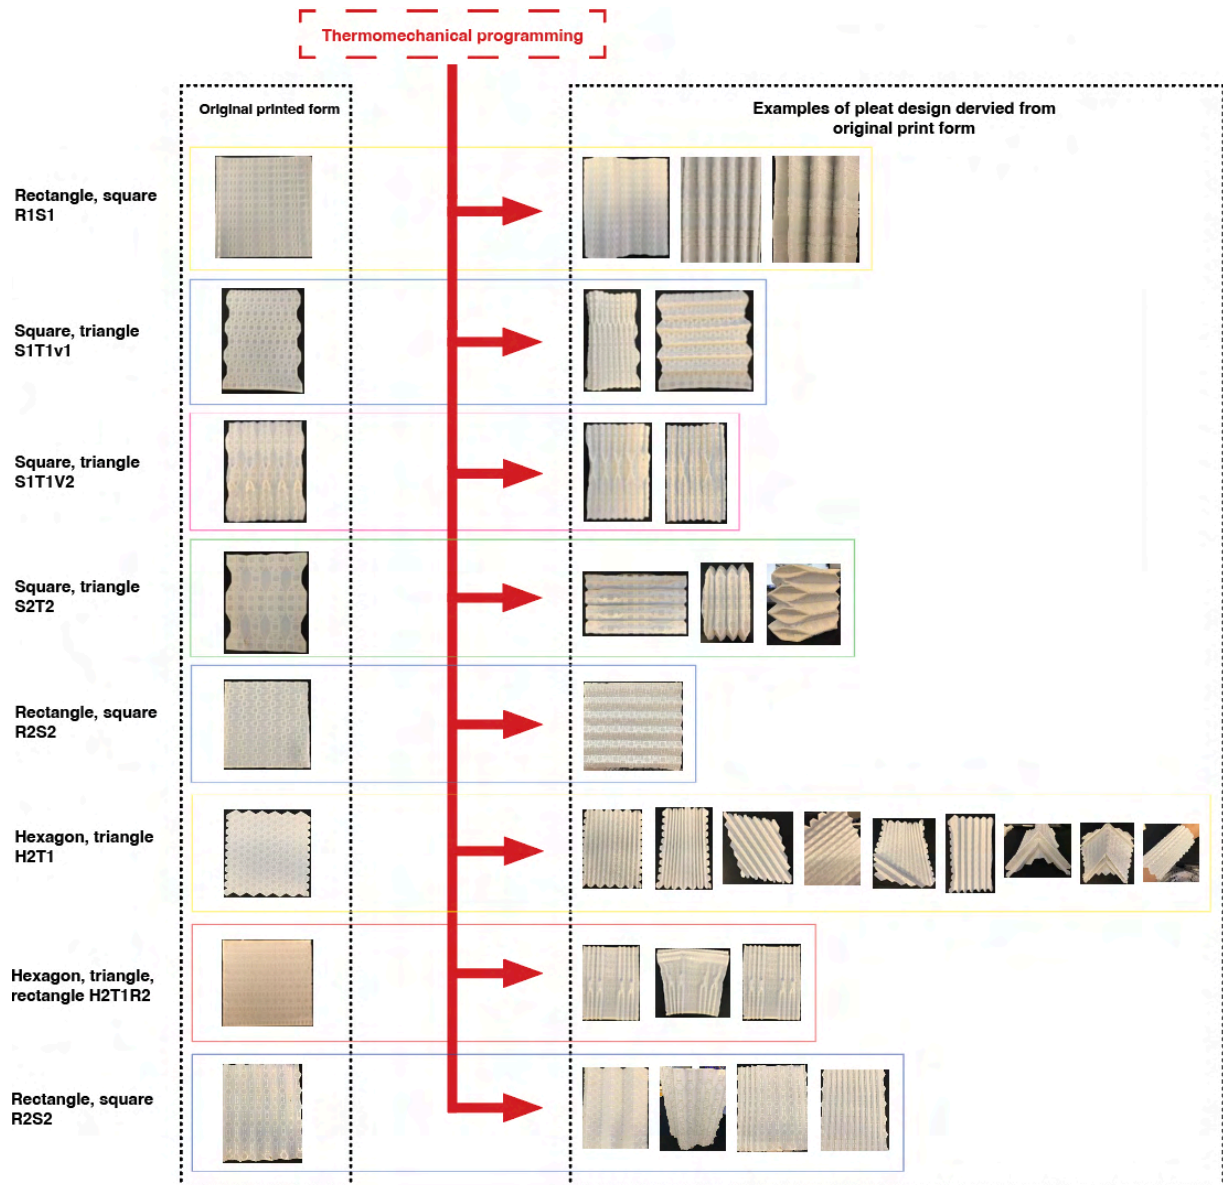 Thermomechanical programming
Original printed form
Examples of pleat design dervied from
original print form
Rectangle, square
R1S1
Square, triangle
S1T1v1
Square, triangle
S1T1V2
Square, triangle
S2T2
Rectangle, square
R2S2
Hexagon, triangle
H2T1
Hexagon, triangle,
rectangle H2T1R2
Rectangle, square
R2S2